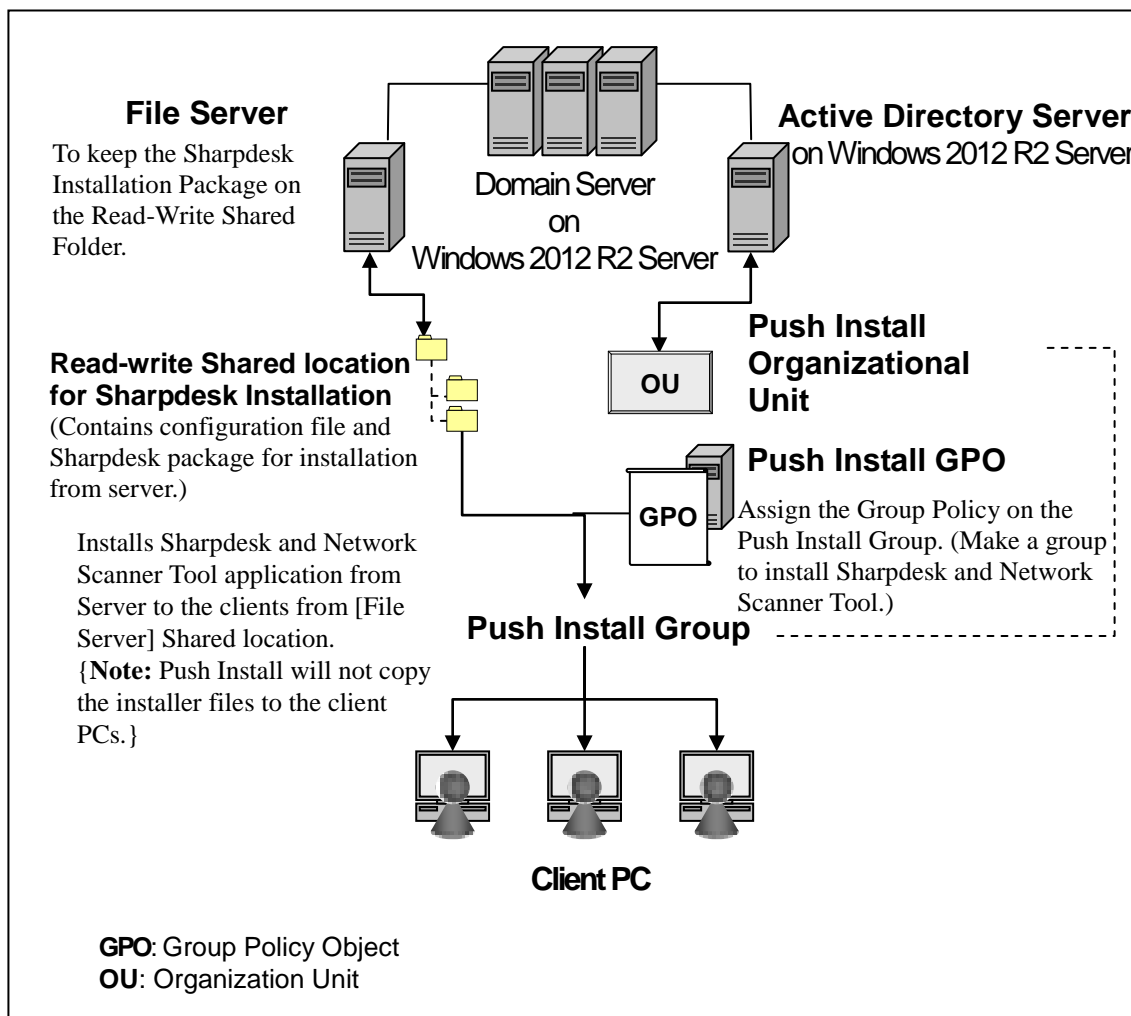 File Server
To keep the Sharpdesk
Installation Package on
the Read-Write Shared
Folder.
Domain Server
on
Windows 2012 R2 Server
Active Directory Server
on Windows 2012 R2 Server
Read-write Shared location
for Sharpdesk Installation
(Contains configuration file and
Sharpdesk package for installation
from server.)
OU
Push Install
Organizational
Unit
GPO
Push Install GPO
Assign the Group Policy on the
Push Install Group. (Make a group
to install Sharpdesk and Network
Scanner Tool.)
Installs Sharpdesk and Network
Scanner Tool application from
Server to the clients from [File
Server] Shared location.
{Note: Push Install will not copy
the installer files to the client
PCs.}
Push Install Group
Client PC
GPO: Group Policy Object
OU: Organization Unit